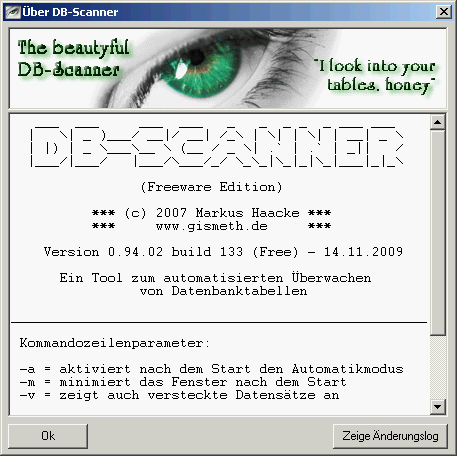 Über DB-Scanner
The beautyful
DB-Scanner
"I look into your
tables, honey"
DB-SCANNER
(Freeware Edition)
*** (c) 2007 Markus Haacke ***
*** www.gismeth.de ***
Version 0.94.02 build 133 (Free) - 14.11.2009
Ein Tool zum automatisierten Überwachen
von Datenbanktabellen
Kommandozeilenparameter:
-a = aktiviert nach dem Start den Automatikmodus
-m = minimiert das Fenster nach dem Start
-v = zeigt auch versteckte Datensätze an
Ok
Zeige Änderungslog